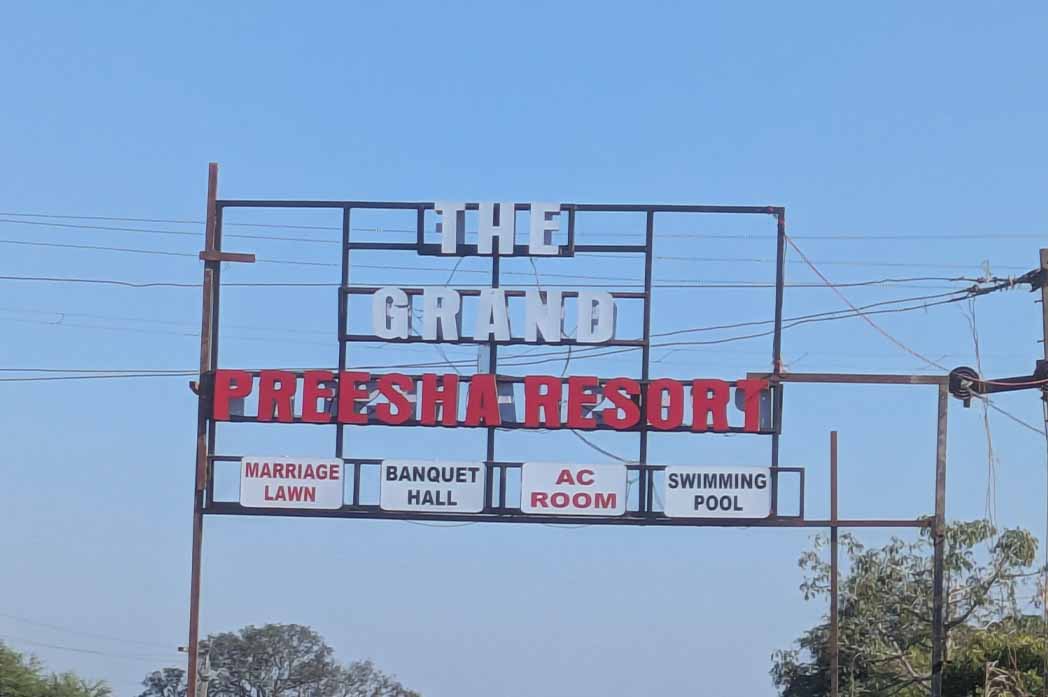 THE
GRAND
PREESHA RESORT
MARRIAGE
LAWN
BANQUET
HALL
AC
ROOM
SWIMMING
POOL